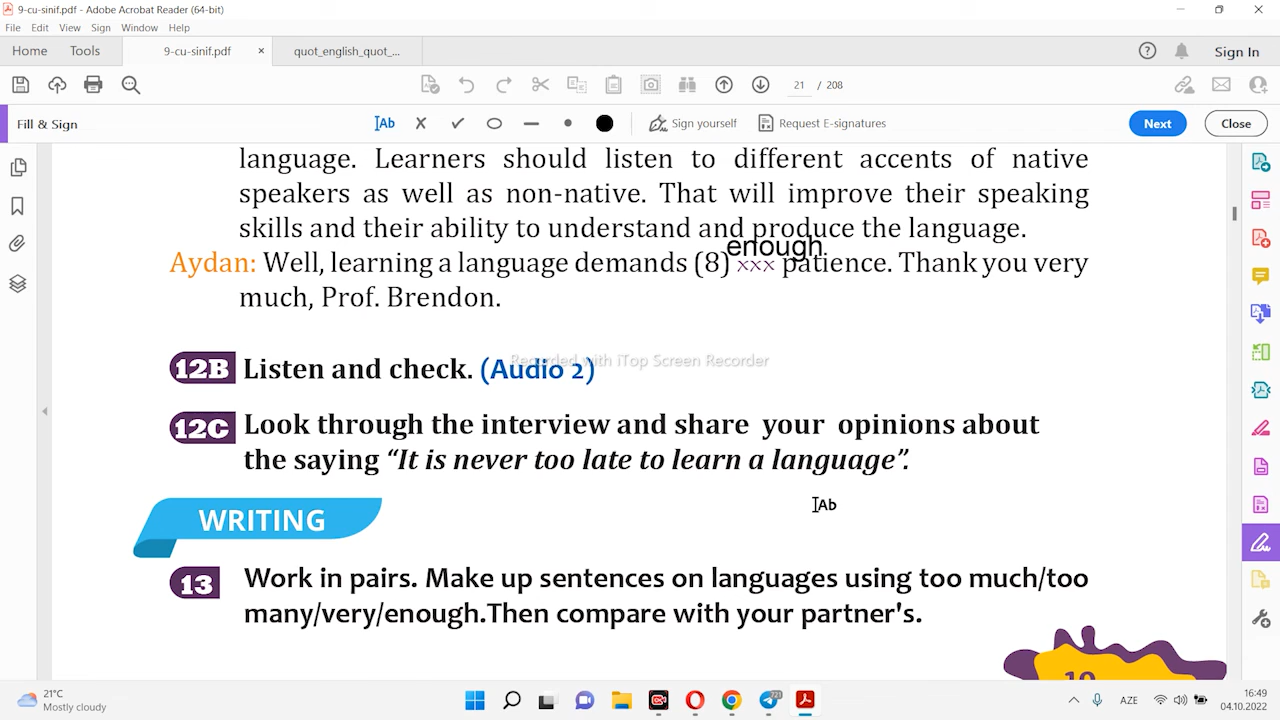 9-cu-sinif.pdf - Adobe Acrobat Reader (64-bit)
File Edit View Sign Window Help
Home Tools 9-cu-sinif.pdf × quot_english_quot_... Sign In
21 / 208
Fill & Sign IAb Sign yourself Request E-signatures Next Close
language. Learners should listen to different accents of native
speakers as well as non-native. That will improve their speaking
skills and their ability to understand and produce the language.
enough
Aydan: Well, learning a language demands (8) xxx patience. Thank you very
much, Prof. Brendon.
Recorded with iTop Screen Recorder
12B Listen and check. (Audio 2)
12C Look through the interview and share your opinions about
the saying “It is never too late to learn a language”.
IAb
WRITING
13 Work in pairs. Make up sentences on languages using too much/too
many/very/enough.Then compare with your partner's.
19
21°C
Mostly cloudy
721
AZE
16:49
04.10.2022